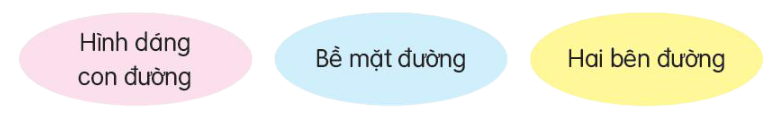 Hình dáng
con đường
Bề mặt đường
Hai bên đường